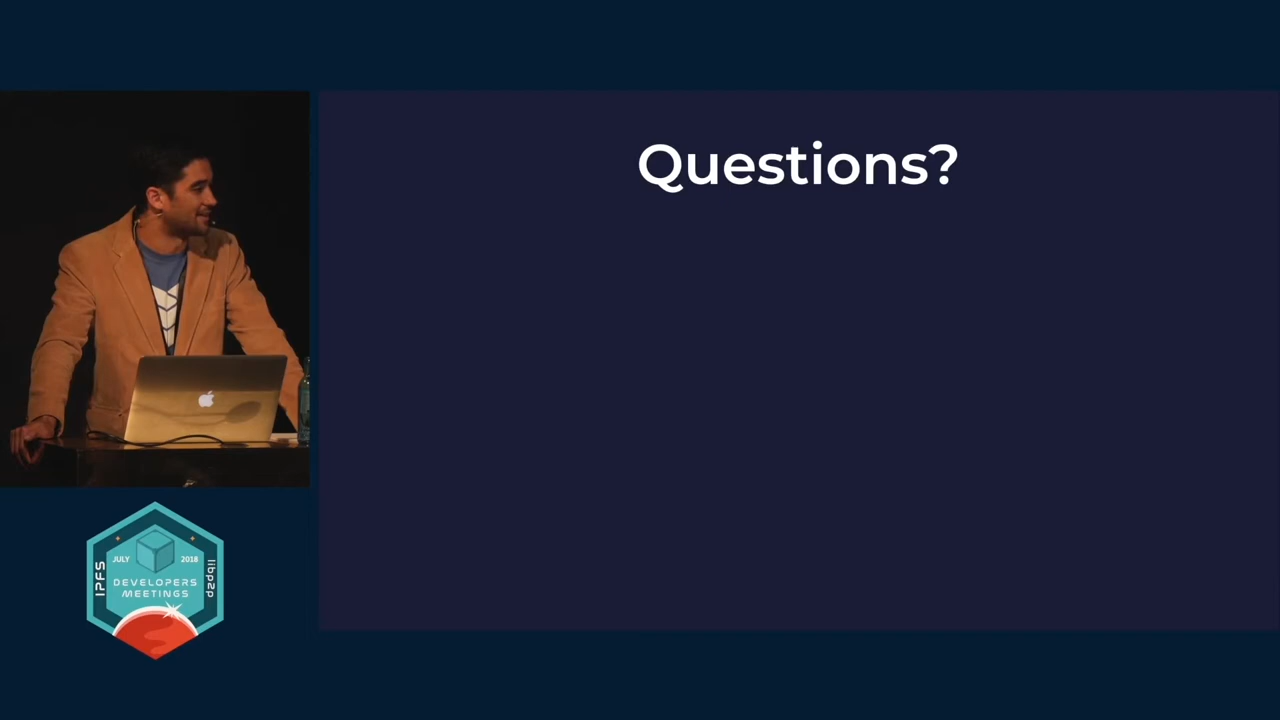 Questions?
JULY 2018
IPFS
libp2p
DEVELOPERS
MEETINGS